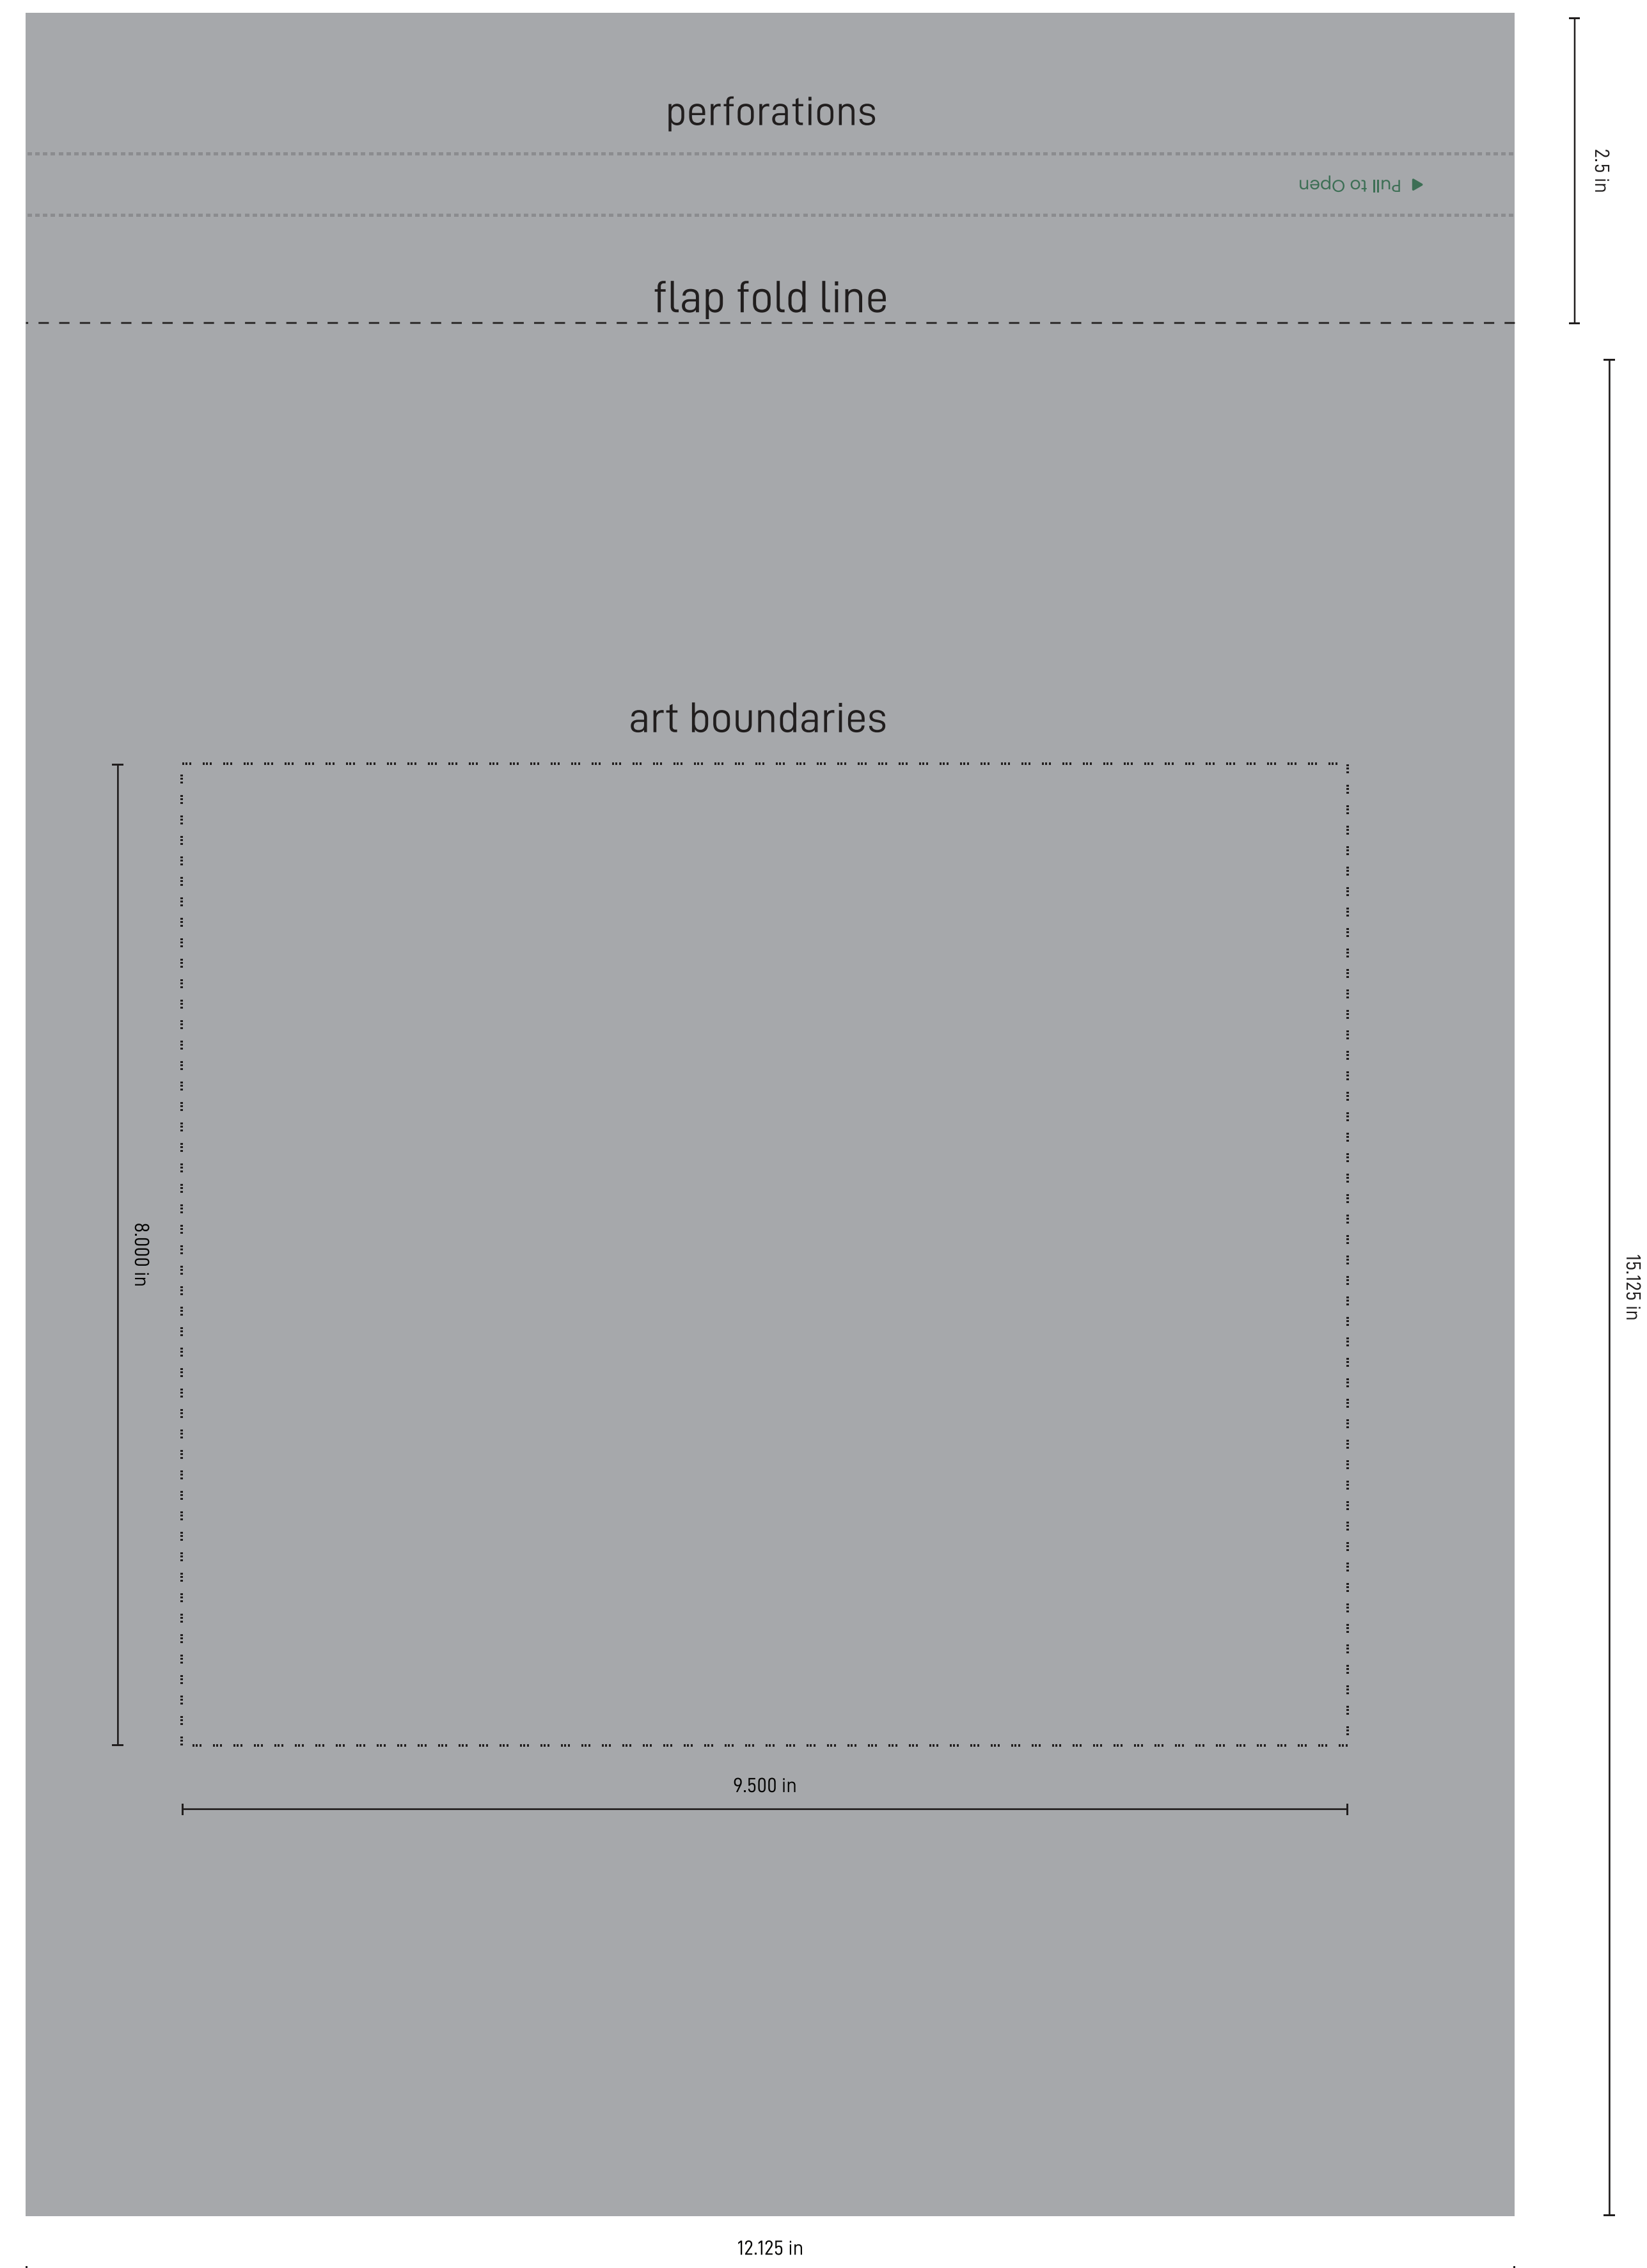 perforations
2.5 in
Pull to Open
flap fold line
art boundaries
8.000 in
15.125 in
9.500 in
12.125 in